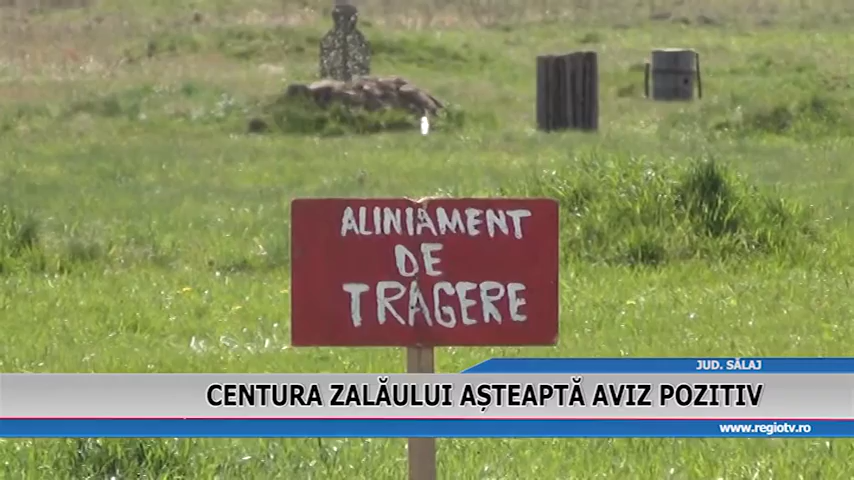 ALINIAMENT
DE
TRAGERE
JUD. SĂLAJ
CENTURA ZALĂULUI AȘTEAPTĂ AVIZ POZITIV
www.regiotv.ro